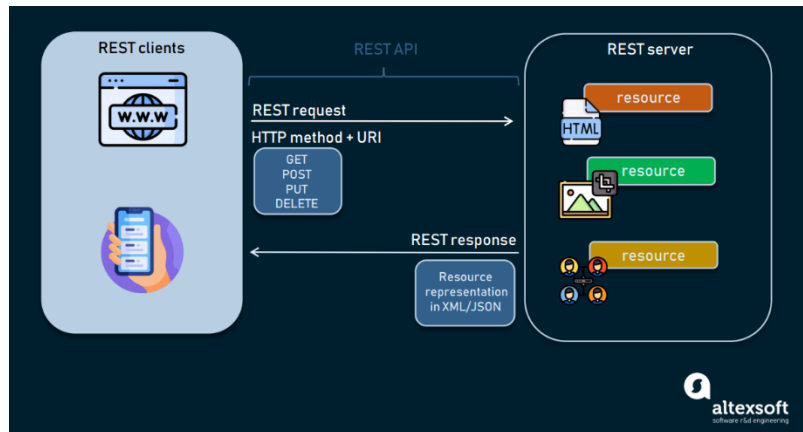 REST clients
REST API
REST server
W.W.W
REST request
HTTP method + URI
GET
POST
PUT
DELETE
REST response
Resource
representation
in XML/JSON
resource
HTML
resource
resource
altexsoft
software r&d engineering